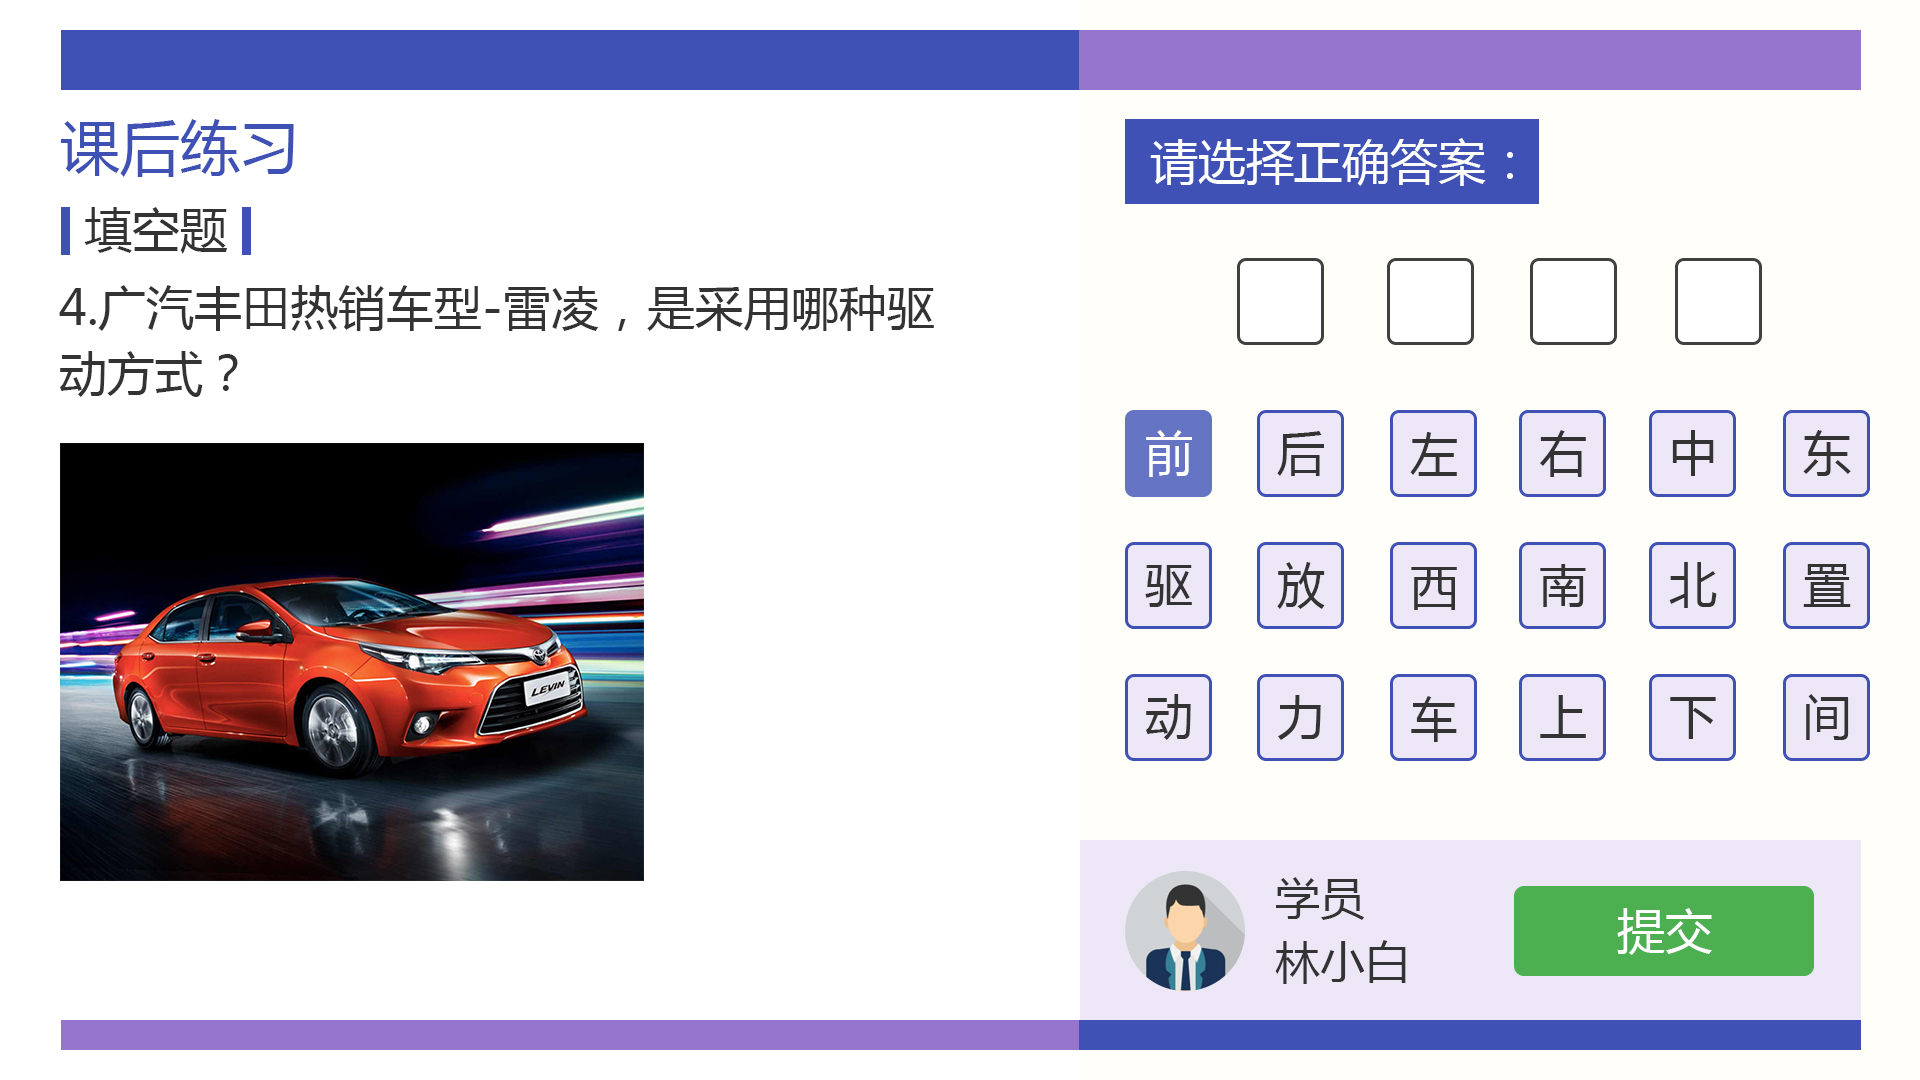 课后练习
填空题
4.广汽丰田热销车型-雷凌，是采用哪种驱
动方式？
LEVIN
请选择正确答案：
前 后 左 右 中 东
驱 放 西 南 北 置
动 力 车 上 下 间
学员
林小白
提交